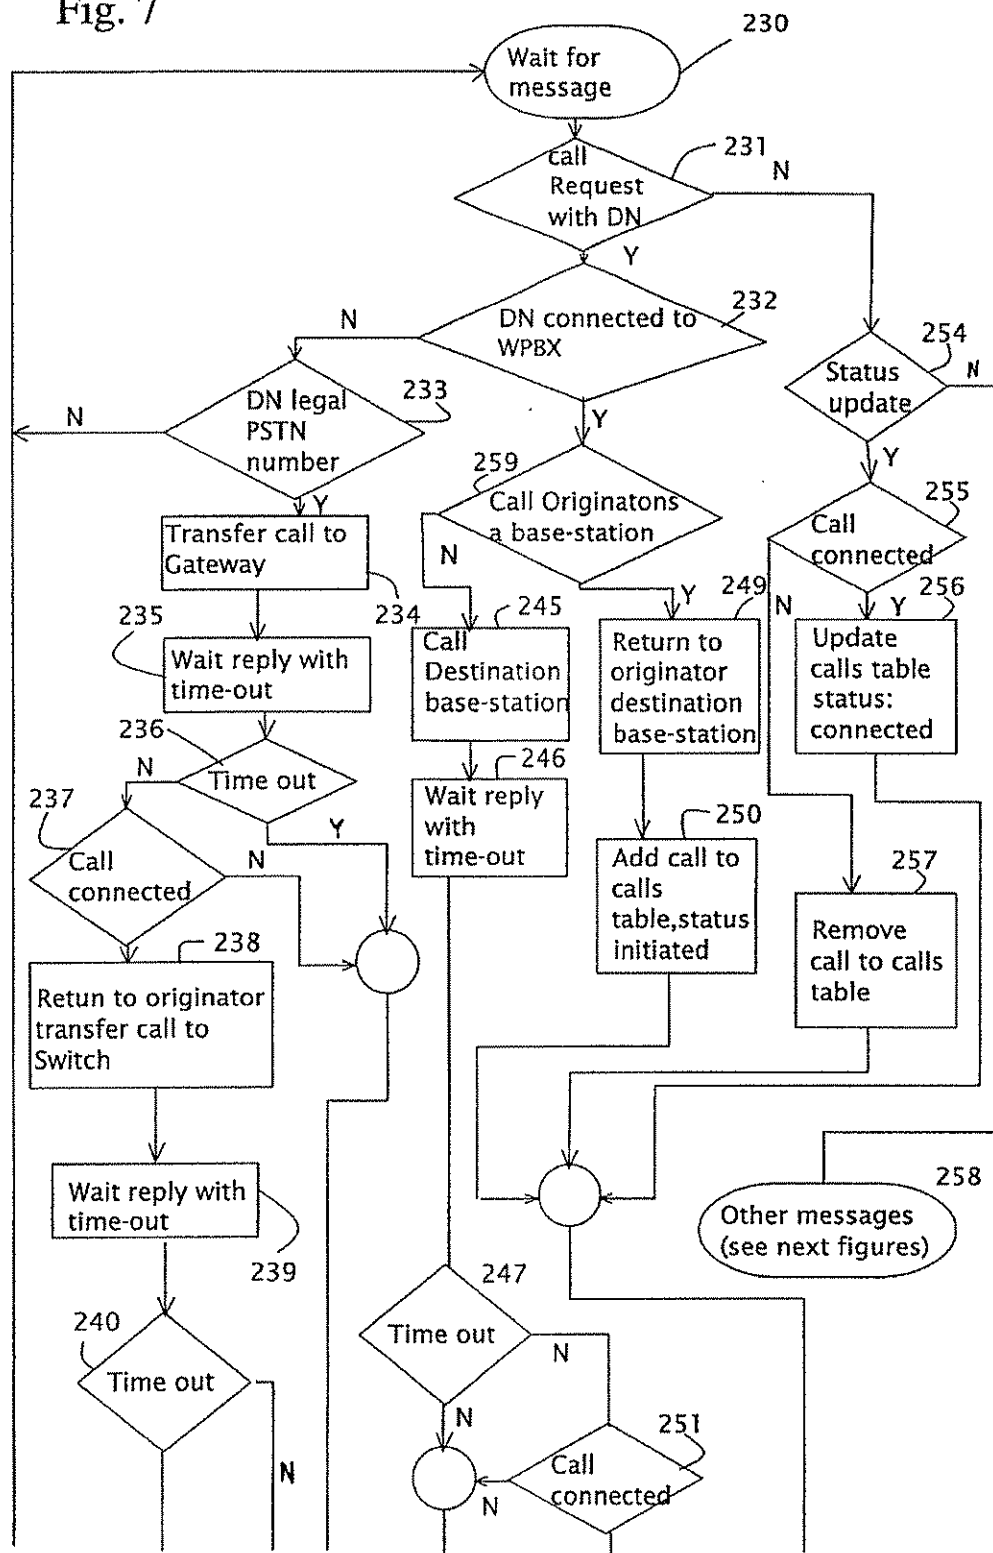 Fig. 7
230
Wait for
message
231
call
Request
with DN
N
Y
232
DN connected to
WPBX
N
254
Status
update
N
233
DN legal
PSTN
number
N
Y
Y
Y
259
Call Originatons
a base-station
255
Call
connected
Transfer call to
Gateway
234
N
Y
N
Y
235
Wait reply with
time-out
245
Call
Destination
base-station
249
Return to
originator
destination
base-station
256
Update
calls table
status:
connected
236
Time out
N
Y
246
Wait reply
with
time-out
237
Call
connected
N
250
Add call to
calls
table,status
initiated
257
Remove
call to calls
table
238
Retun to originator
transfer call to
Switch
Wait reply with
time-out
239
258
Other messages
(see next figures)
247
Time out
N
N
240
Time out
N
251
Call
connected
N